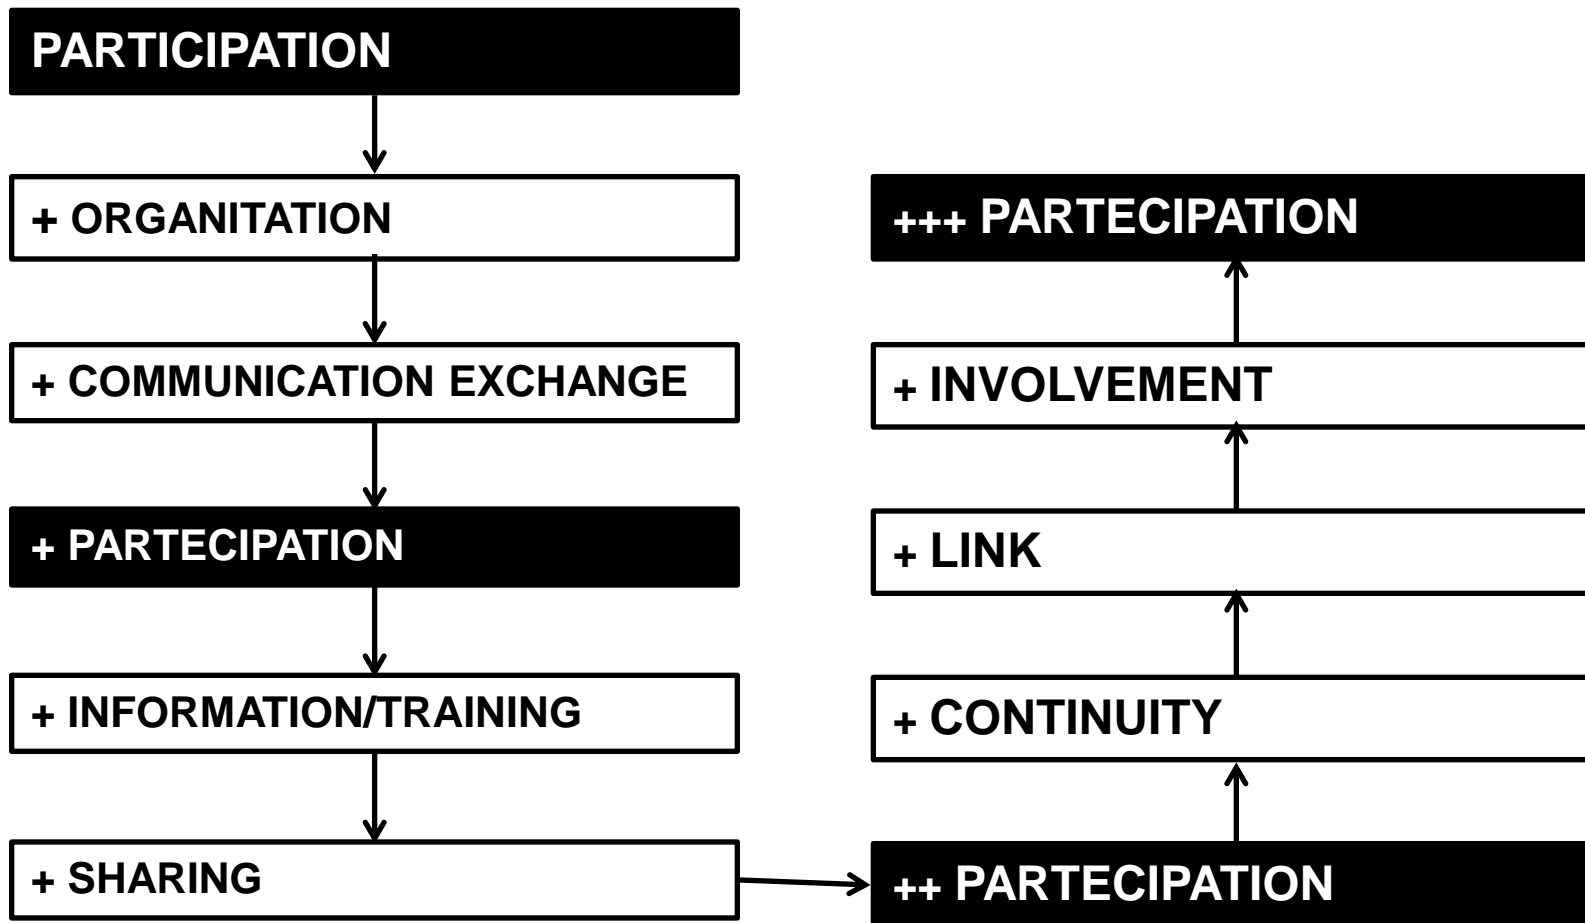 PARTICIPATION
+ ORGANITATION
+ COMMUNICATION EXCHANGE
+ PARTECIPATION
+ INFORMATION/TRAINING
+ SHARING
++ PARTECIPATION
+ CONTINUITY
+ LINK
+ INVOLVEMENT
+++ PARTECIPATION